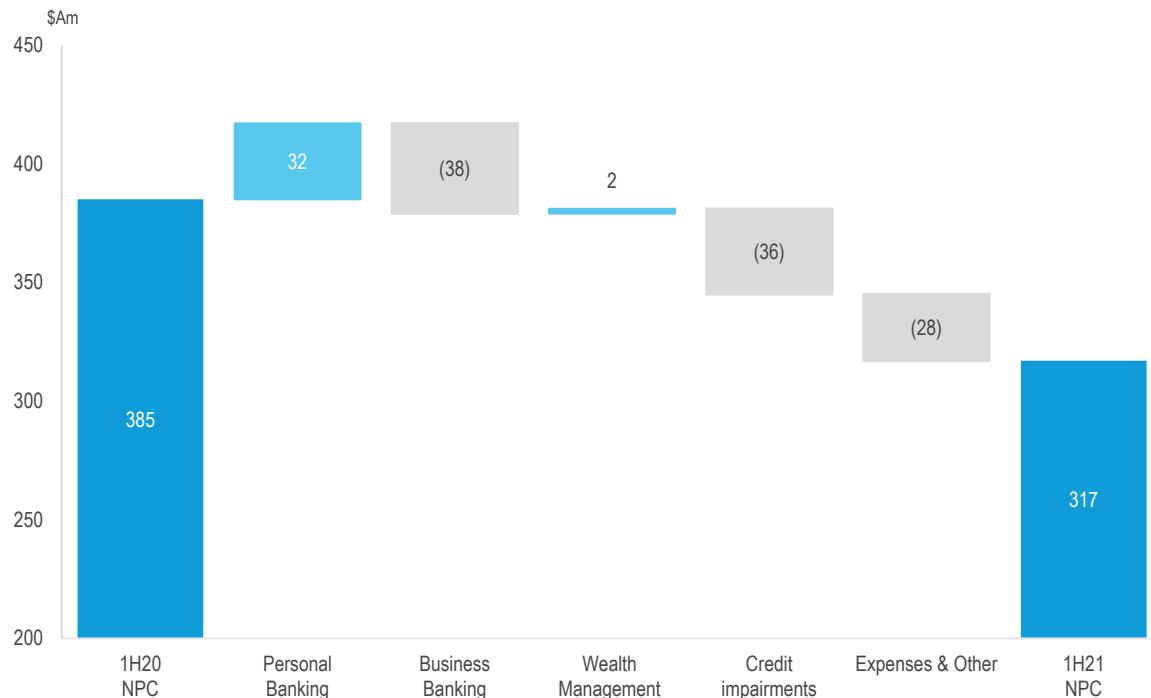 $Am
450
400
350
300
250
200
385
32
(38)
2
(36)
(28)
317
1H20
NPC
Personal
Banking
Business
Banking
Wealth
Management
Credit
impairments
Expenses & Other
1H21
NPC